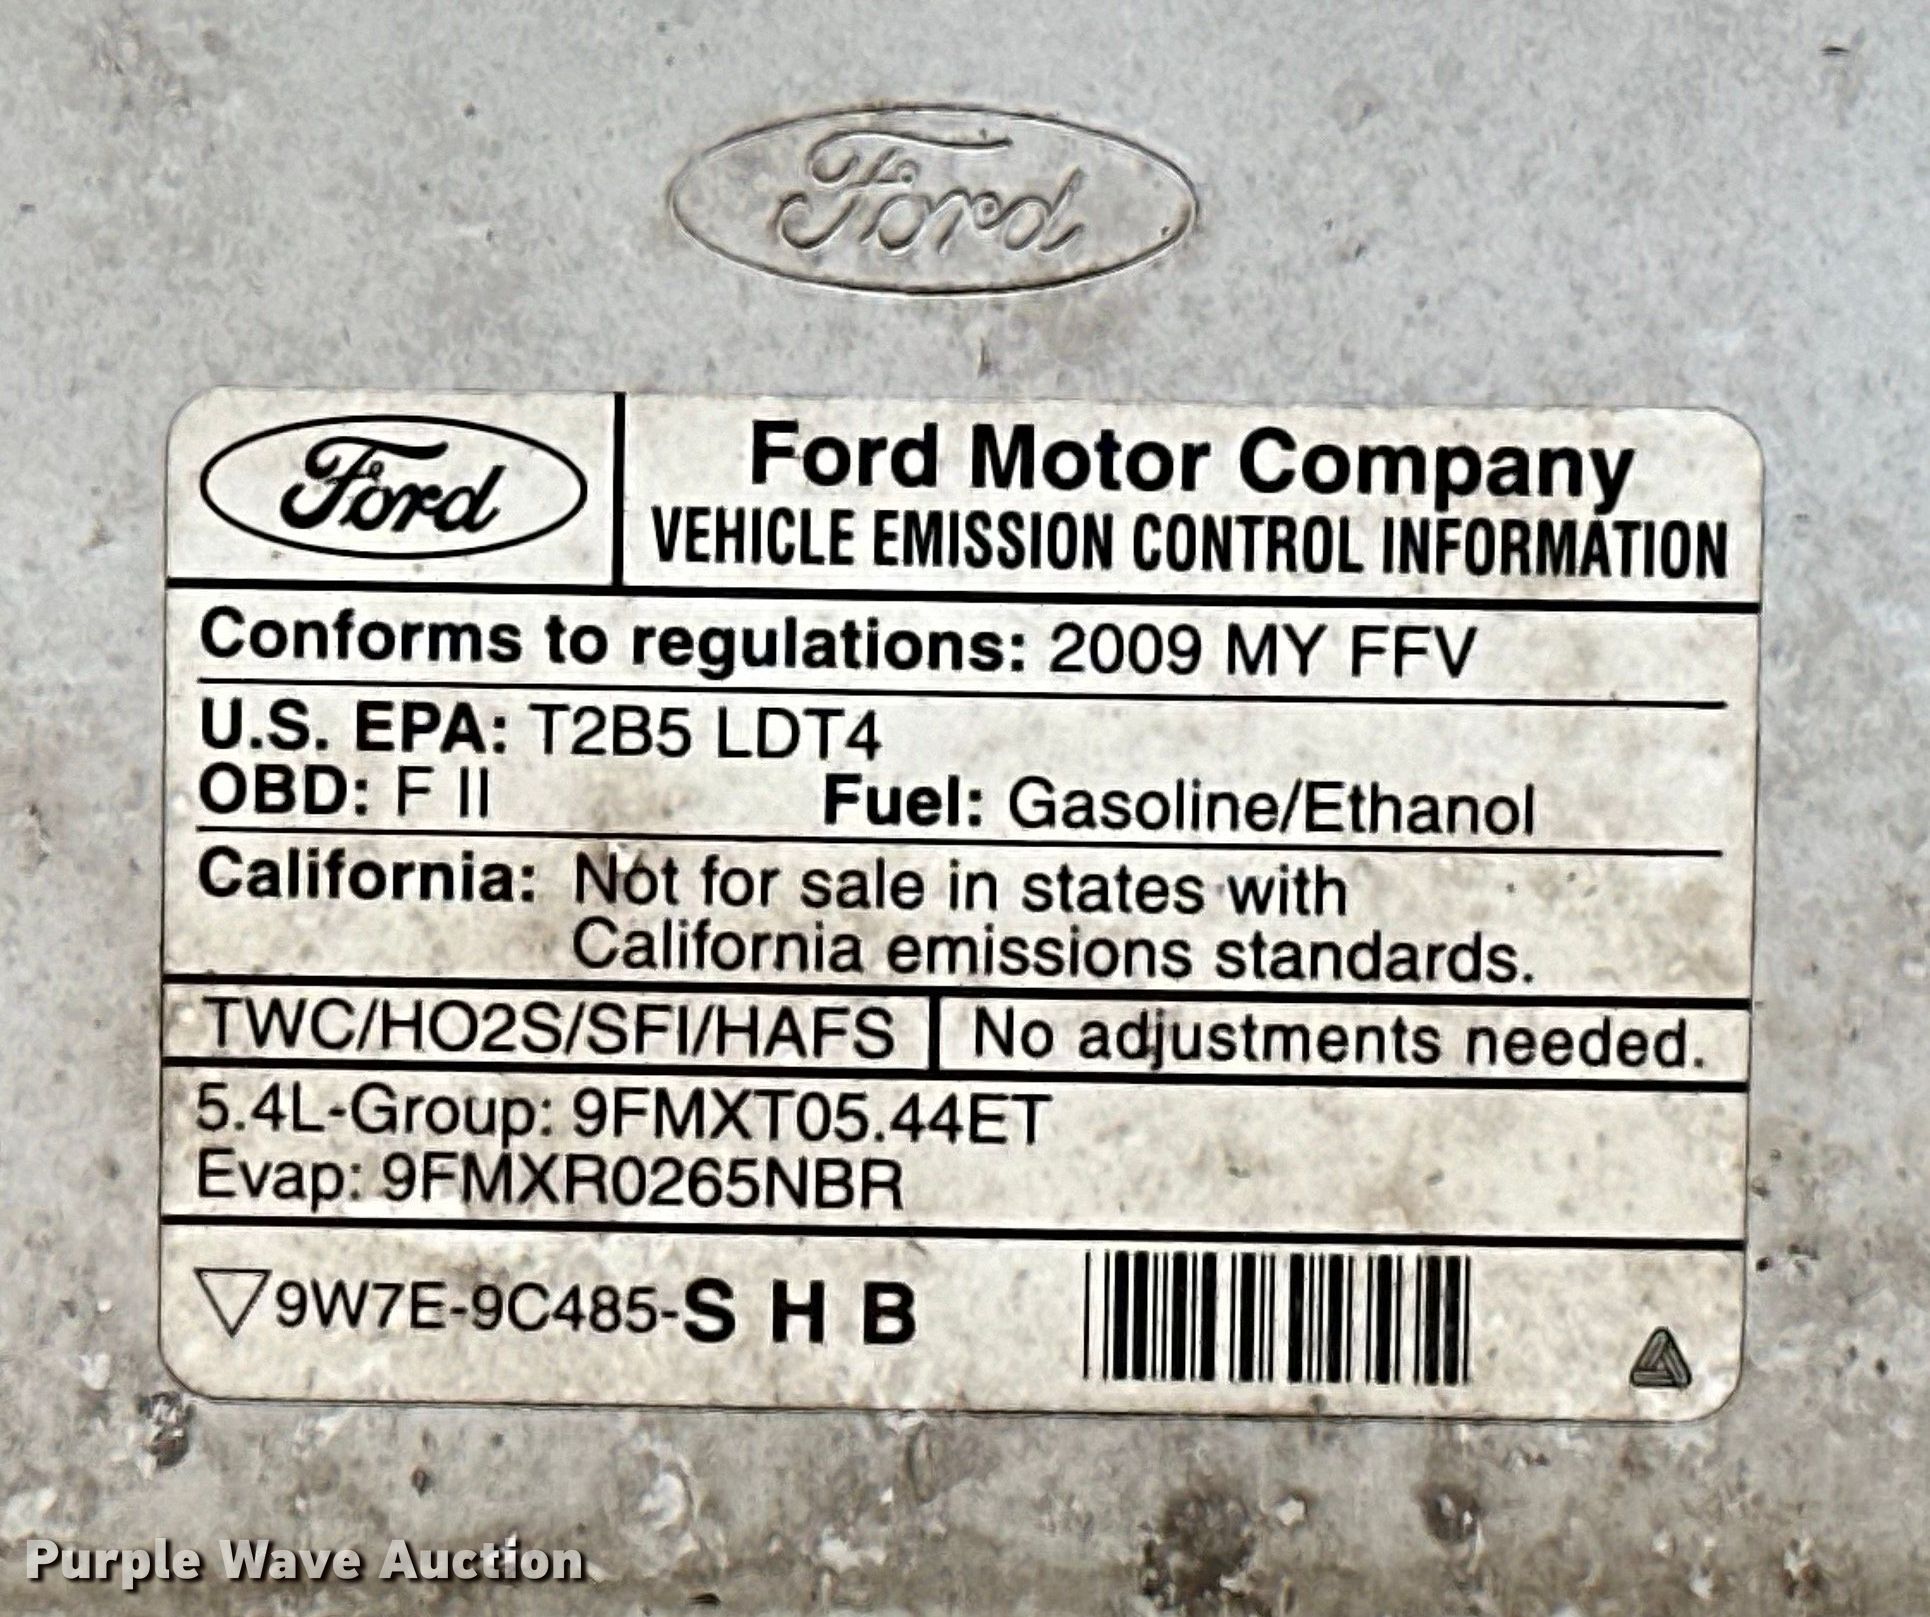 Ford
Ford
Ford Motor Company
VEHICLE EMISSION CONTROL INFORMATION
Conforms to regulations: 2009 MY FFV
U.S. EPA: T2B5 LDT4
OBD: F II Fuel: Gasoline/Ethanol
California: Not for sale in states with
California emissions standards.
TWC/HO2S/SFI/HAFS No adjustments needed.
5.4L-Group: 9FMXT05.44ET
Evap: 9FMXR0265NBR
▽9W7E-9C485-S H B
Purple Wave Auction